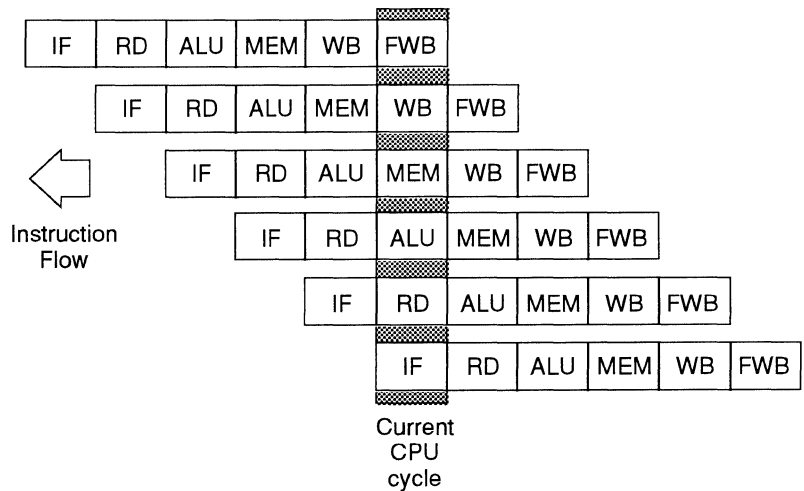 IF RD ALU MEM WB FWB
IF RD ALU MEM WB FWB
IF RD ALU MEM WB FWB
Instruction
Flow
IF RD ALU MEM WB FWB
IF RD ALU MEM WB FWB
IF RD ALU MEM WB FWB
Current
CPU
cycle